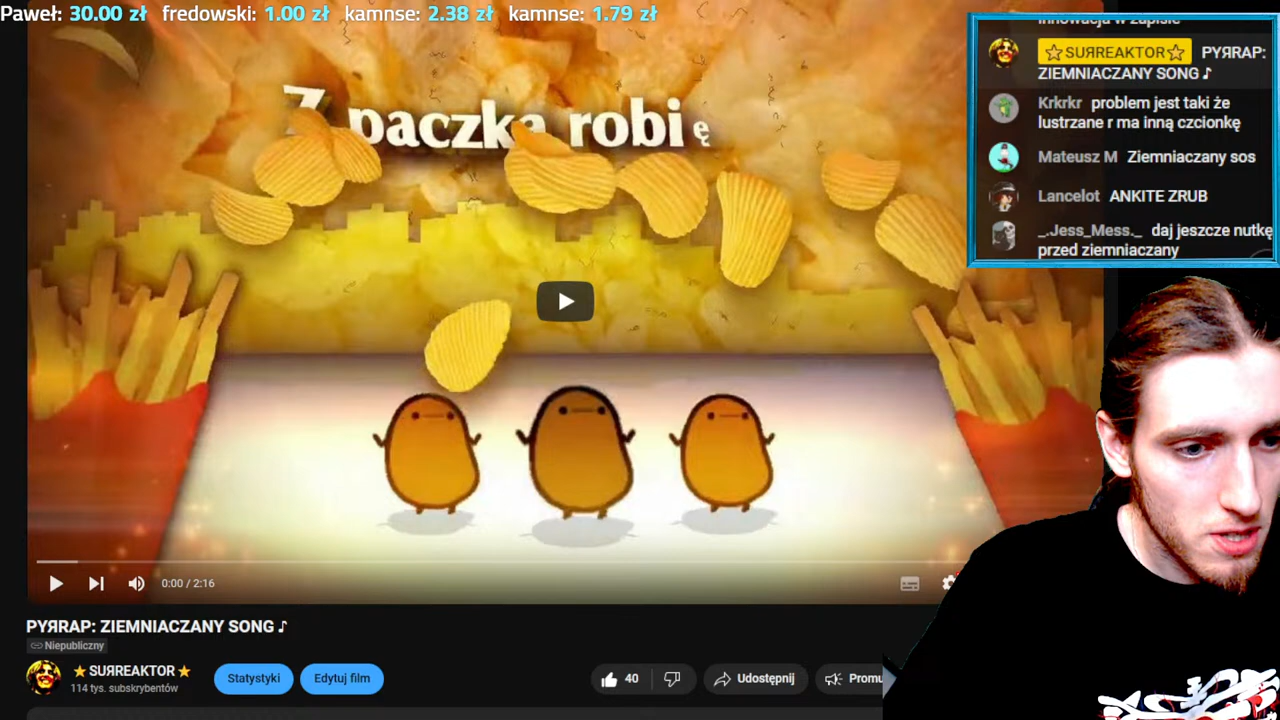 Paweł: 30.00 zł fredowski: 1.00 zł kamnse: 2.38 zł kamnse: 1.79 zł
innowacja w zapisie
☆SUЯREAKTOR☆ PYЯRAP:
ZIEMNIACZANY SONG ♪
Krkrkr problem jest taki że
lustrzane r ma inną czcionkę
Mateusz M Ziemniaczany sos
Lancelot ANKITE ZRUB
_.Jess_Mess._ daj jeszcze nutkę
przed ziemniaczany
Z paczką robi ę
0:00 / 2:16
PYЯRAP: ZIEMNIACZANY SONG ♪
Niepubliczny
★ SUЯREAKTOR ★
114 tys. subskrybentów
Statystyki
Edytuj film
40
Udostępnij
Promu